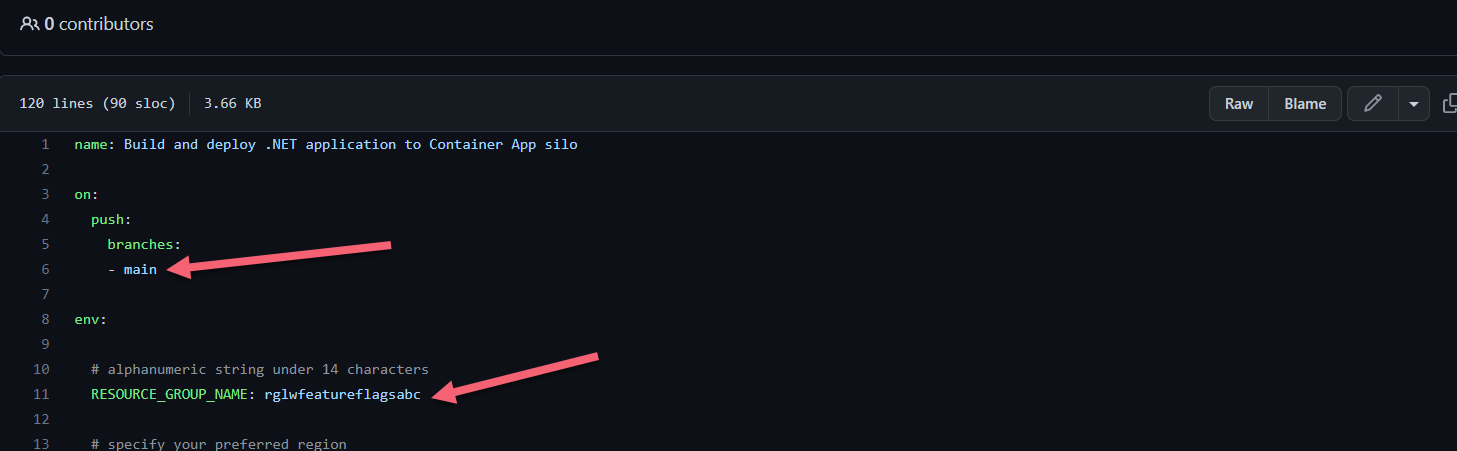 0 contributors
120 lines (90 sloc) 3.66 KB Raw Blame
1 name: Build and deploy .NET application to Container App silo
2
3 on:
4 push:
5 branches:
6 - main
7
8 env:
9
10 # alphanumeric string under 14 characters
11 RESOURCE_GROUP_NAME: rglwfeatureflagsabc
12
13 # specify your preferred region